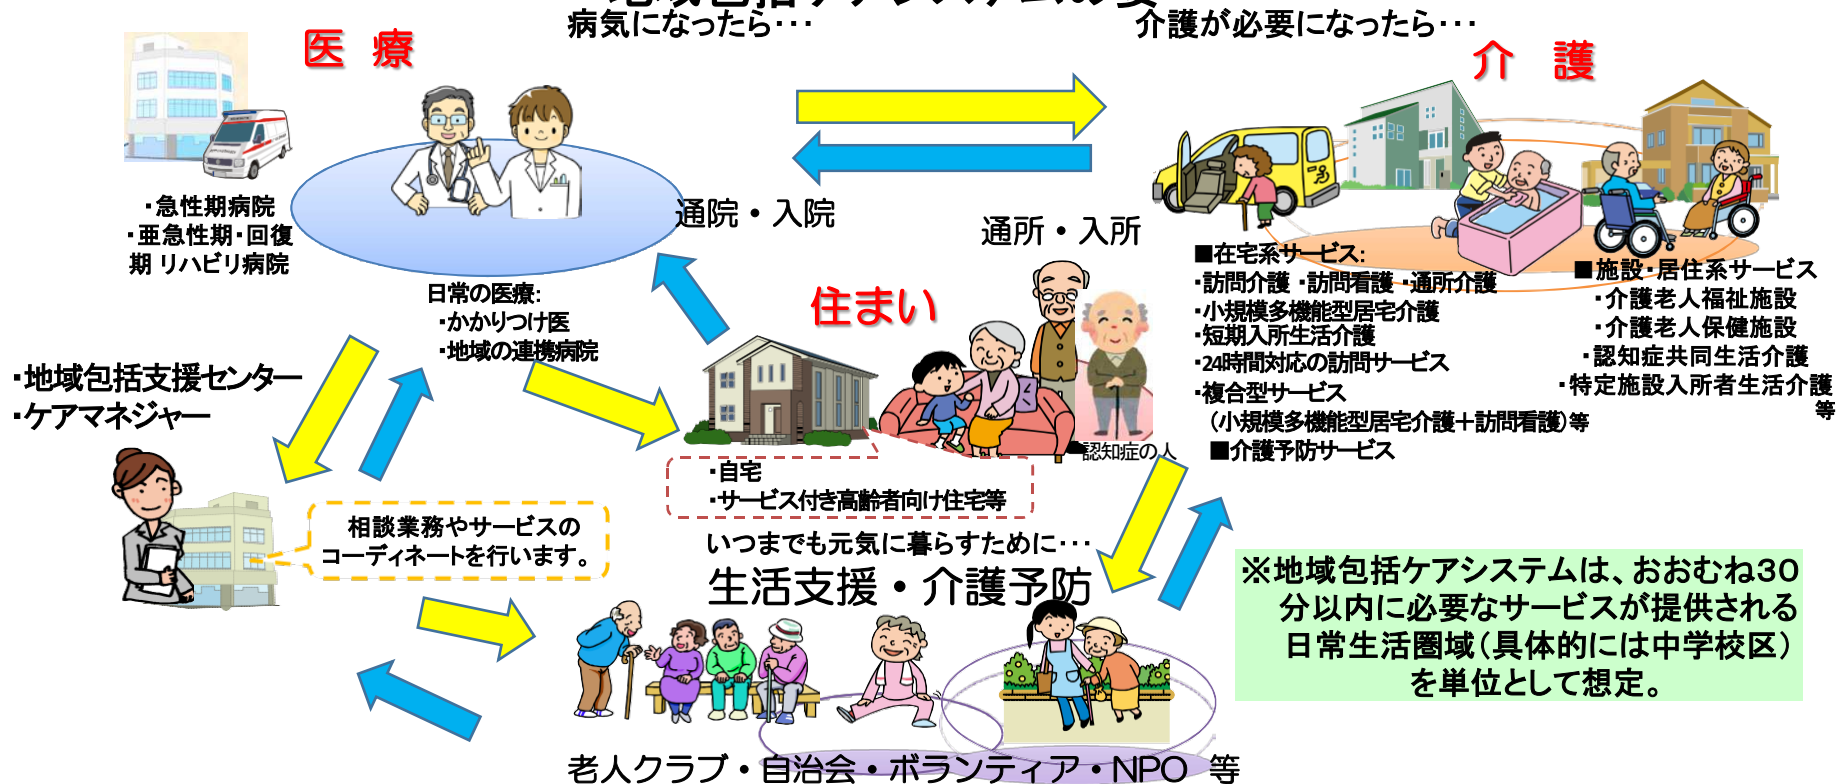 病気になったら･･･
介護が必要になったら･･･
医 療
介 護
・急性期病院
・亜急性期・回復
期 リハビリ病院
通院・入院
通所・入所
日常の医療:
・かかりつけ医
・地域の連携病院
住まい
■在宅系サービス:
・訪問介護 ・訪問看護 ・通所介護
・小規模多機能型居宅介護
・短期入所生活介護
・24時間対応の訪問サービス
・複合型サービス
（小規模多機能型居宅介護＋訪問看護）等
■介護予防サービス
■施設・居住系サービス
・介護老人福祉施設
・介護老人保健施設
・認知症共同生活介護
・特定施設入所者生活介護
等
・地域包括支援センター
・ケアマネジャー
認知症の人
・自宅
・サービス付き高齢者向け住宅等
相談業務やサービスの
コーディネートを行います。
いつまでも元気に暮らすために･･･
生活支援・介護予防
※地域包括ケアシステムは、おおむね30
分以内に必要なサービスが提供される
日常生活圏域（具体的には中学校区）
を単位として想定。
老人クラブ・自治会・ボランティア・NPO 等